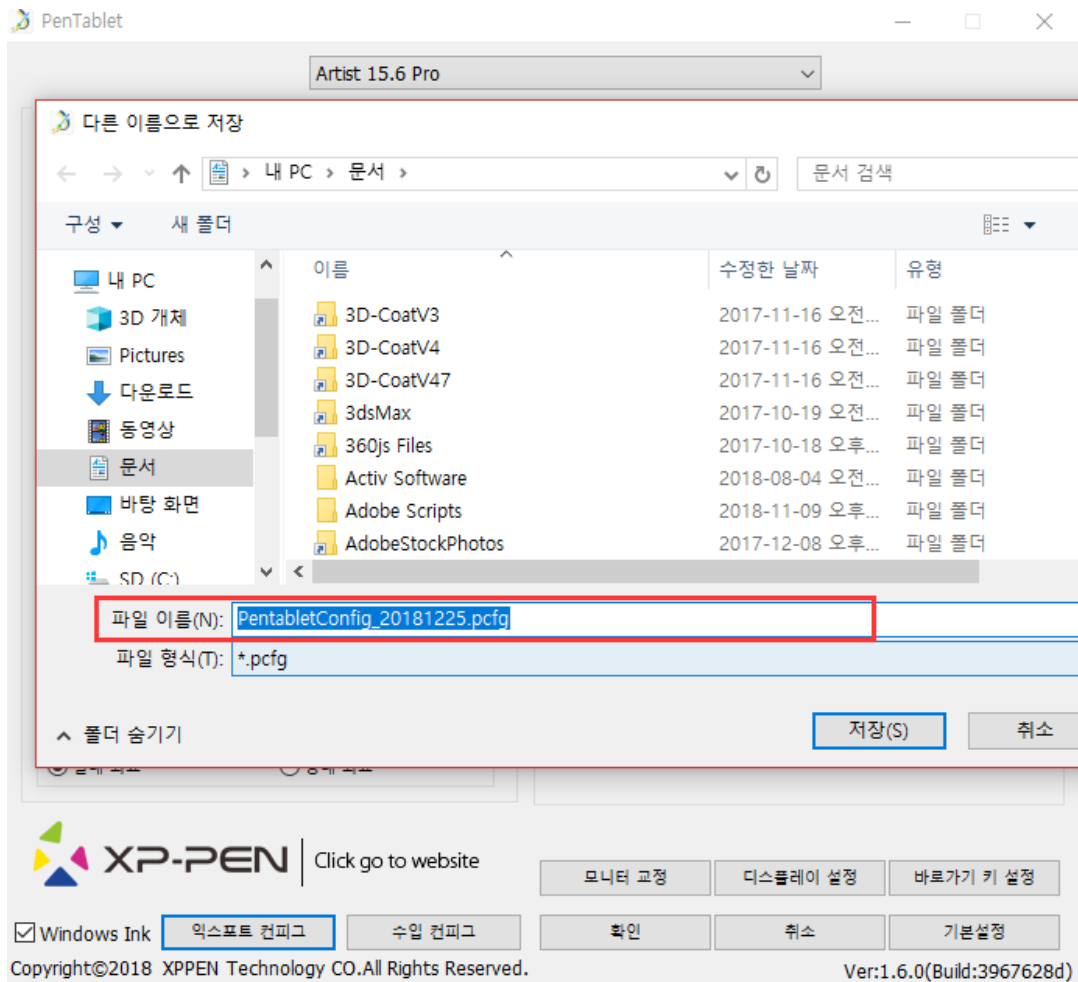 PenTablet
Artist 15.6 Pro
다른 이름으로 저장
내 PC › 문서 ›
문서 검색
구성 새 폴더
이름 수정한 날짜 유형
내 PC
3D 개체
Pictures
다운로드
동영상
문서
바탕 화면
음악
SD (C:)
3D-CoatV3 2017-11-16 오전... 파일 폴더
3D-CoatV4 2017-11-16 오전... 파일 폴더
3D-CoatV47 2017-11-16 오전... 파일 폴더
3dsMax 2017-10-19 오전... 파일 폴더
360js Files 2017-10-18 오후... 파일 폴더
Activ Software 2018-08-04 오전... 파일 폴더
Adobe Scripts 2018-11-09 오후... 파일 폴더
AdobeStockPhotos 2017-12-08 오후... 파일 폴더
파일 이름(N): PentabletConfig_20181225.pcfg
파일 형식(T): *.pcfg
폴더 숨기기
저장(S) 취소
XP-PEN Click go to website
모니터 교정 디스플레이 설정 바로가기 키 설정
Windows Ink 익스포트 컨피그 수입 컨피그 확인 취소 기본설정
Copyright©2018 XPPEN Technology CO.All Rights Reserved.
Ver:1.6.0(Build:3967628d)